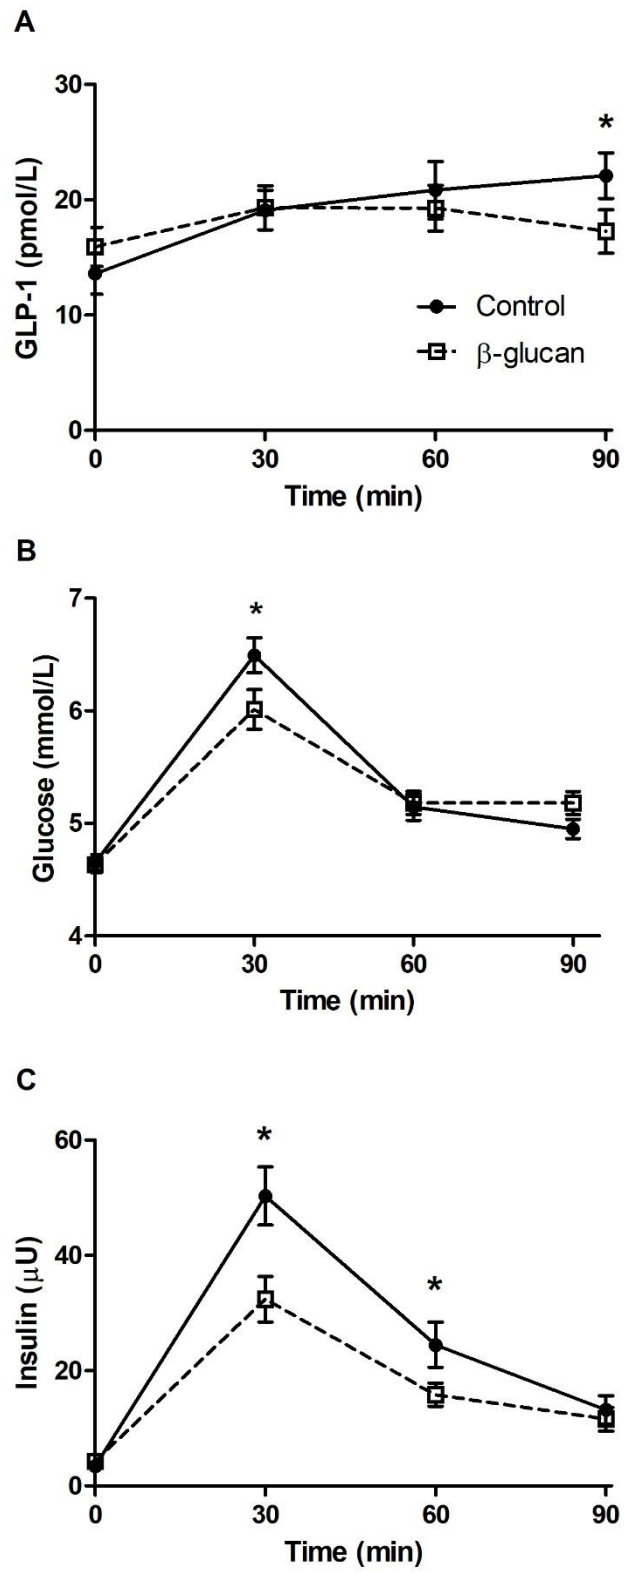 A
30
20
10
0
GLP-1 (pmol/L)
*
Control
β-glucan
0 30 60 90
Time (min)
B
7
6
5
4
Glucose (mmol/L)
*
0 30 60 90
Time (min)
C
60
40
20
0
Insulin (μU)
*
*
0 30 60 90
Time (min)